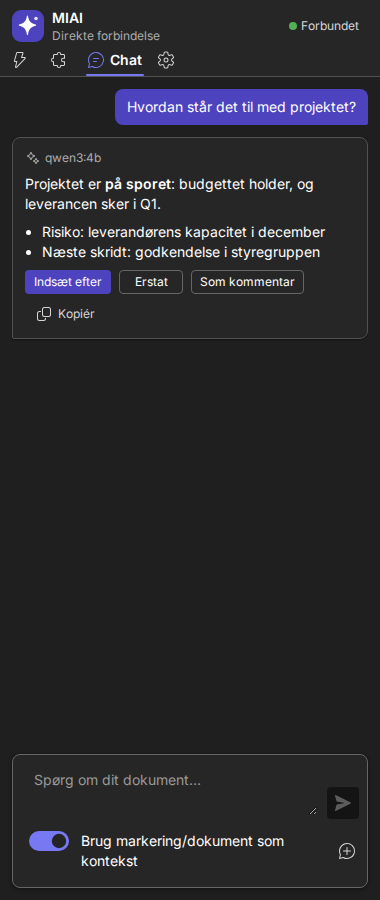 MIAI
Direkte forbindelse
Forbundet
Chat
Hvordan står det til med projektet?
qwen3:4b
Projektet er på sporet: budgettet holder, og
leverancen sker i Q1.
• Risiko: leverandørens kapacitet i december
• Næste skridt: godkendelse i styregruppen
Indsæt efter
Erstat
Som kommentar
Kopiér
Spørg om dit dokument...
Brug markering/dokument som
kontekst